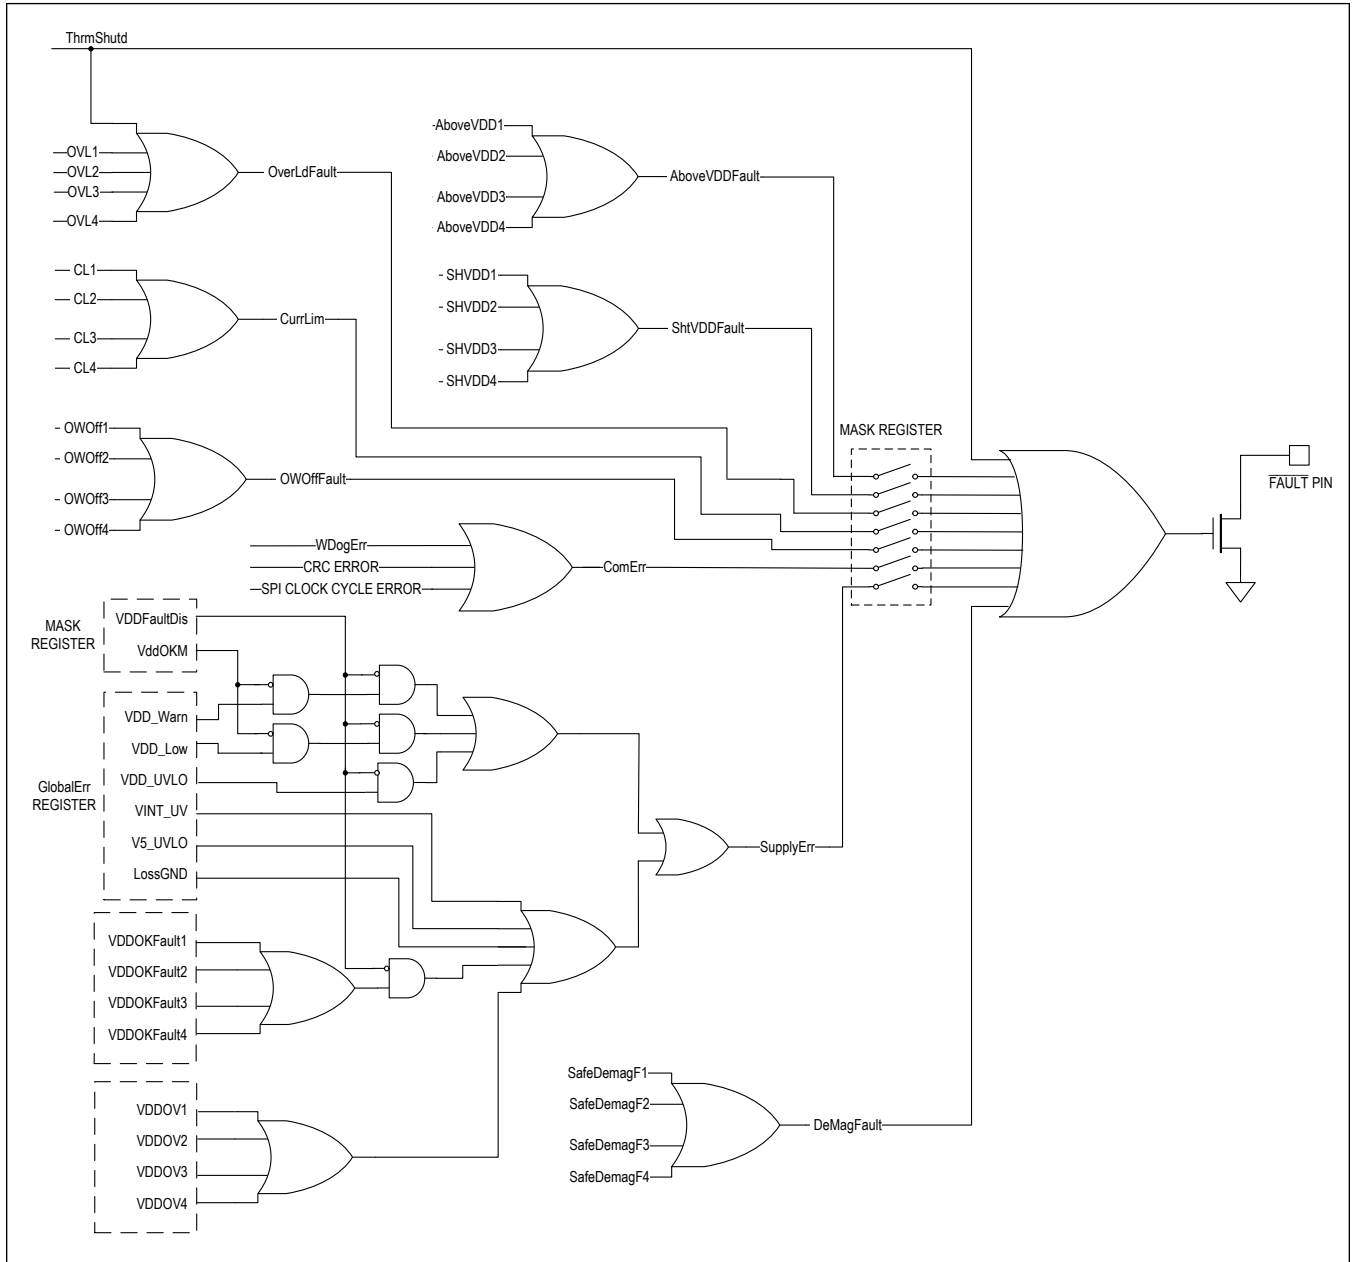 ThrmShutd
OVL1
OVL2
OVL3
OVL4
OverLdFault
AboveVDD1
AboveVDD2
AboveVDD3
AboveVDD4
AboveVDDFault
CL1
CL2
CL3
CL4
CurrLim
SHVDD1
SHVDD2
SHVDD3
SHVDD4
ShtVDDFault
OWOff1
OWOff2
OWOff3
OWOff4
OWOffFault
MASK REGISTER
FAULT PIN
WDogErr
CRC ERROR
SPI CLOCK CYCLE ERROR
ComErr
MASK
REGISTER
VDDFaultDis
VddOKM
GlobalErr
REGISTER
VDD_Warn
VDD_Low
VDD_UVLO
VINT_UV
V5_UVLO
LossGND
SupplyErr
VDDOKFault1
VDDOKFault2
VDDOKFault3
VDDOKFault4
VDDOV1
VDDOV2
VDDOV3
VDDOV4
SafeDemagF1
SafeDemagF2
SafeDemagF3
SafeDemagF4
DeMagFault